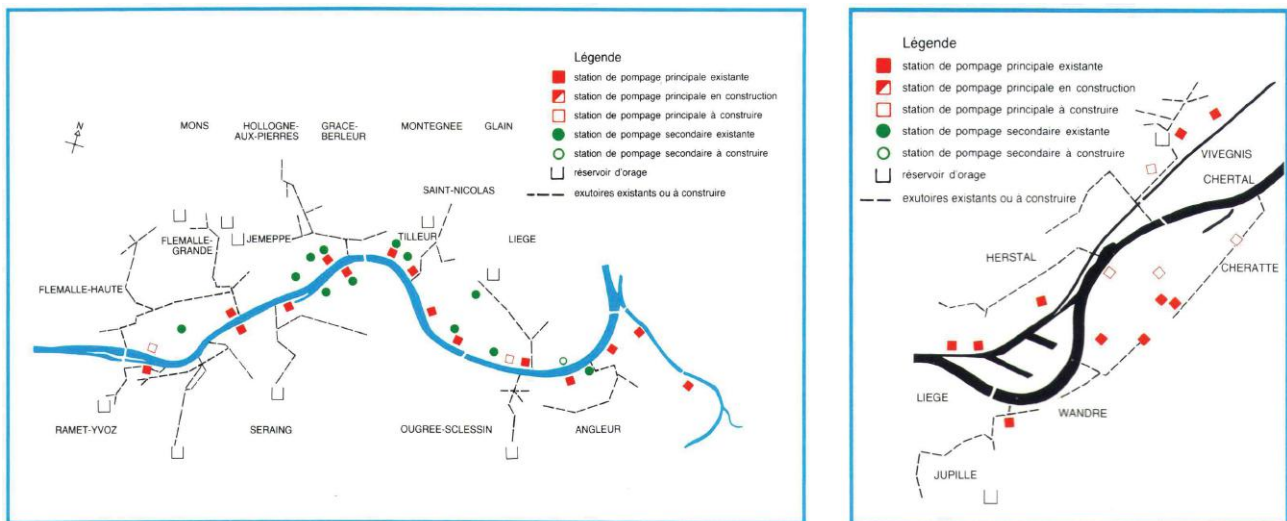 Légende
station de pompage principale existante
station de pompage principale en construction
station de pompage principale à construire
station de pompage secondaire existante
station de pompage secondaire à construire
réservoir d'orage
exutoires existants ou à construire
N
MONS
HOLLOGNE-
AUX-PIERRES
GRACE-
BERLEUR
MONTEGNEE
GLAIN
SAINT-NICOLAS
FLEMALLE-
GRANDE
JEMEPPE
TILLEUR
LIEGE
FLEMALLE-HAUTE
RAMET-YVOZ
SERAING
OUGREE-SCLESSIN
ANGLEUR
Légende
station de pompage principale existante
station de pompage principale en construction
station de pompage principale à construire
station de pompage secondaire existante
station de pompage secondaire à construire
réservoir d'orage
exutoires existants ou à construire
VIVEGNIS
CHERTAL
HERSTAL
CHERATTE
LIEGE
WANDRE
JUPILLE